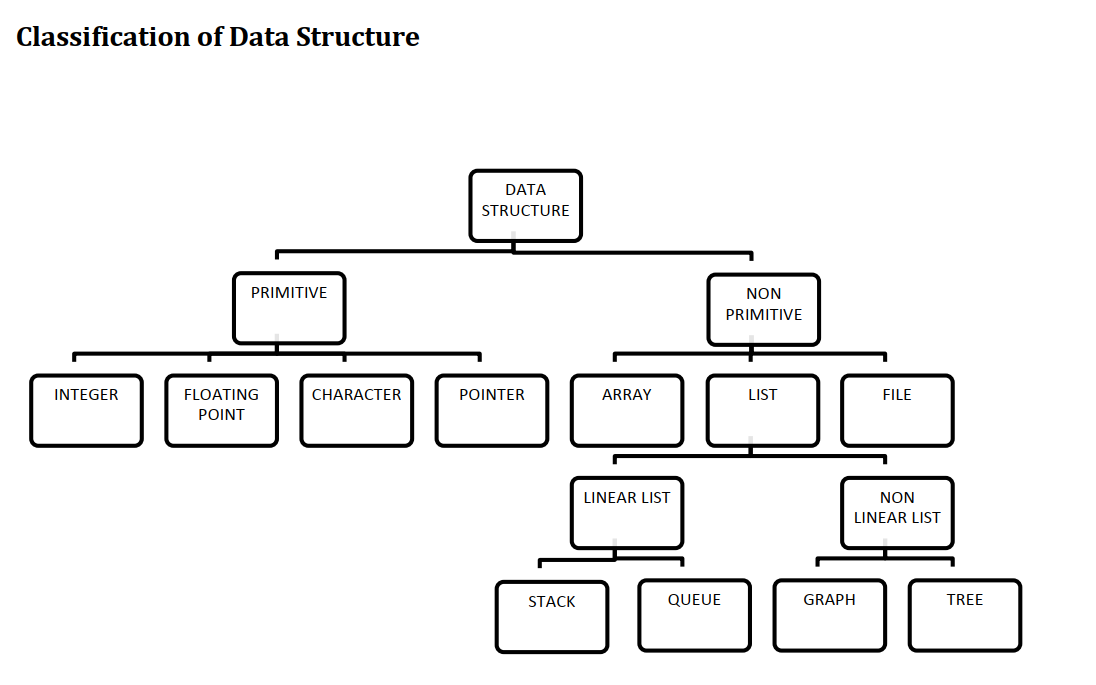 Classification of Data Structure
DATA
STRUCTURE
PRIMITIVE
NON
PRIMITIVE
INTEGER
FLOATING
POINT
CHARACTER
POINTER
ARRAY
LIST
FILE
LINEAR LIST
NON
LINEAR LIST
STACK
QUEUE
GRAPH
TREE